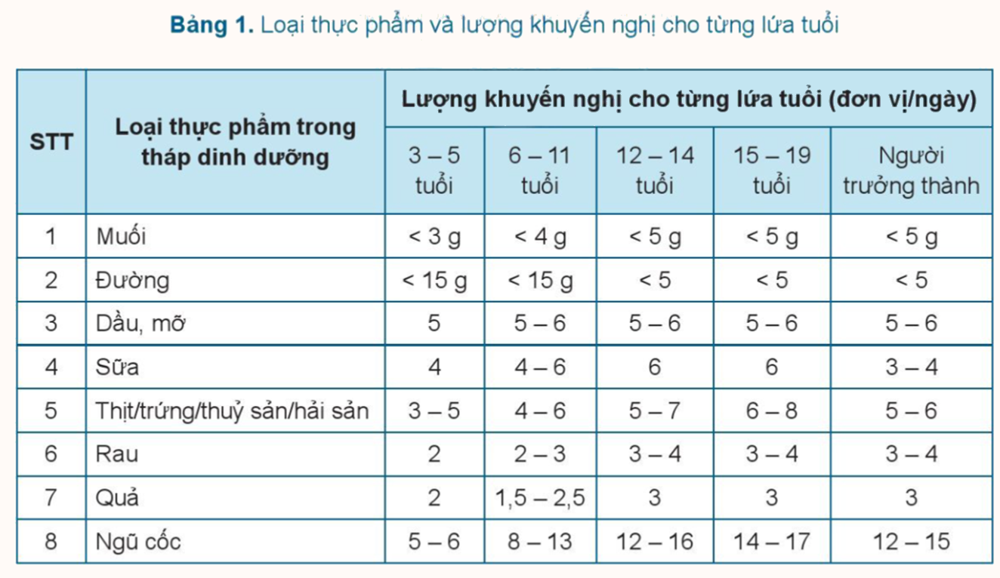 Bảng 1. Loại thực phẩm và lượng khuyến nghị cho từng lứa tuổi
STT Loại thực phẩm trong tháp dinh dưỡng Lượng khuyến nghị cho từng lứa tuổi (đơn vị/ngày)
3 – 5 tuổi 6 – 11 tuổi 12 – 14 tuổi 15 – 19 tuổi Người trưởng thành
1 Muối < 3 g < 4 g < 5 g < 5 g < 5 g
2 Đường < 15 g < 15 g < 5 < 5 < 5
3 Dầu, mỡ 5 5 – 6 5 – 6 5 – 6 5 – 6
4 Sữa 4 4 – 6 6 6 3 – 4
5 Thịt/trứng/thuỷ sản/hải sản 3 – 5 4 – 6 5 – 7 6 – 8 5 – 6
6 Rau 2 2 – 3 3 – 4 3 – 4 3 – 4
7 Quả 2 1,5 – 2,5 3 3 3
8 Ngũ cốc 5 – 6 8 – 13 12 – 16 14 – 17 12 – 15